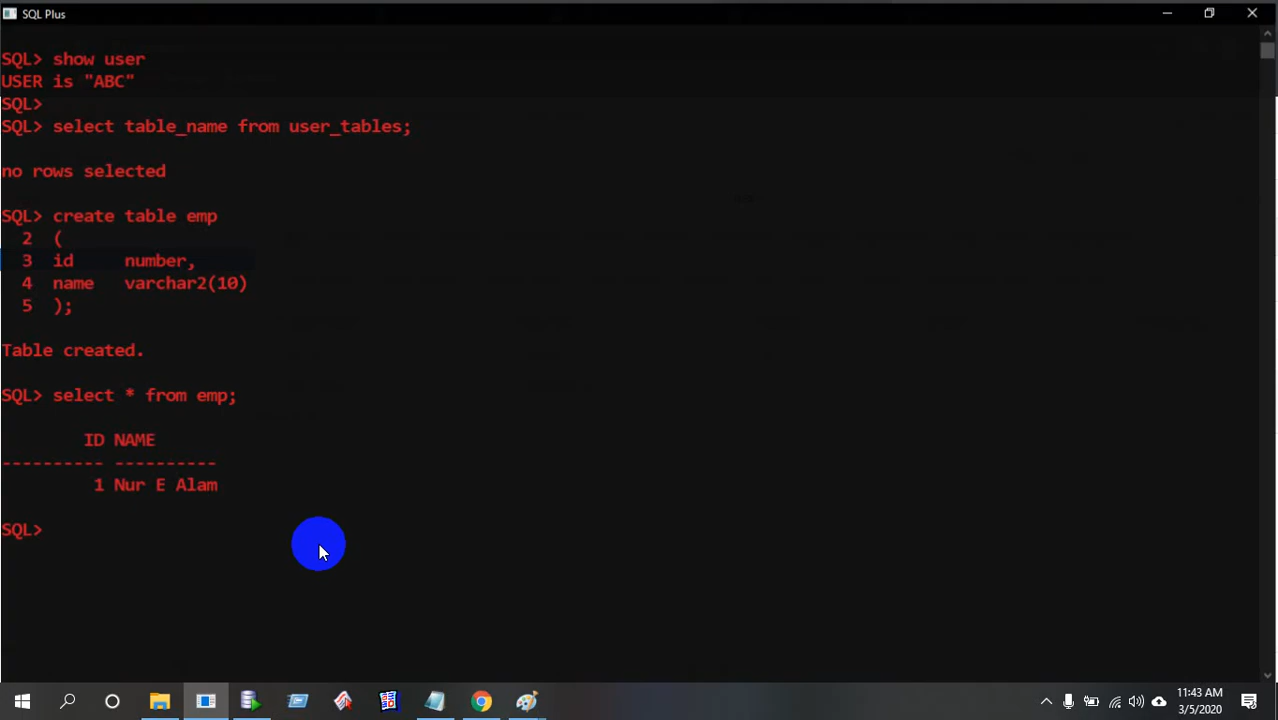 SQL Plus
SQL> show user
USER is "ABC"
SQL>
SQL> select table_name from user_tables;
no rows selected
SQL> create table emp
2 (
3 id number,
4 name varchar2(10)
5 );
Table created.
SQL> select * from emp;
ID NAME
---------- ----------
1 Nur E Alam
SQL>
11:43 AM
3/5/2020